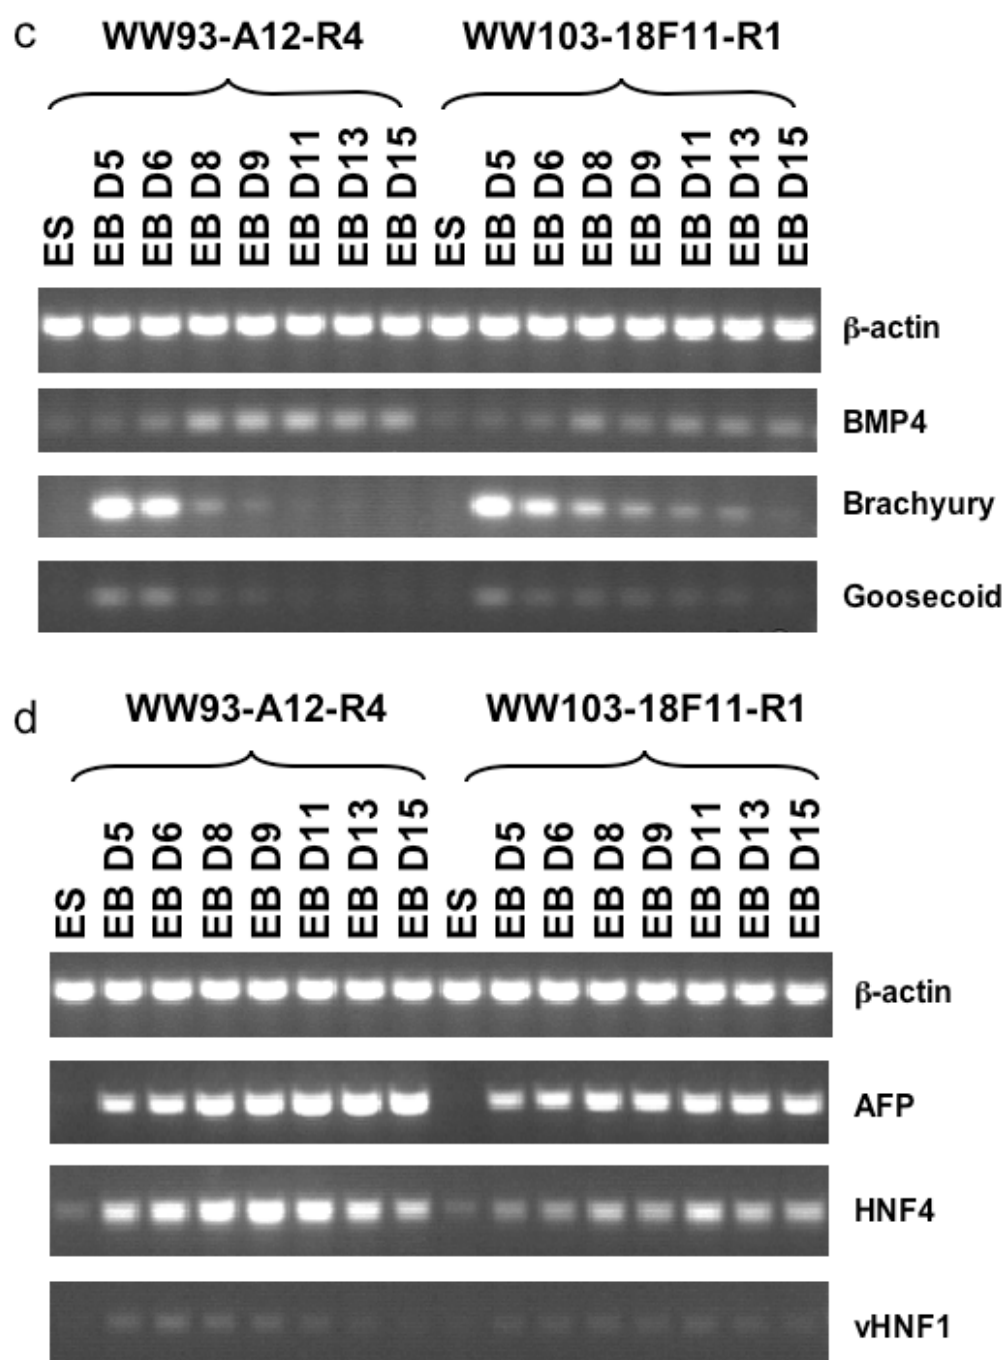 c
WW93-A12-R4 WW103-18F11-R1
ES EB D5 EB D6 EB D8 EB D9 EB D11 EB D13 EB D15 ES EB D5 EB D6 EB D8 EB D9 EB D11 EB D13 EB D15
β-actin
BMP4
Brachyury
Goosecoid
d
WW93-A12-R4 WW103-18F11-R1
ES EB D5 EB D6 EB D8 EB D9 EB D11 EB D13 EB D15 ES EB D5 EB D6 EB D8 EB D9 EB D11 EB D13 EB D15
β-actin
AFP
HNF4
vHNF1